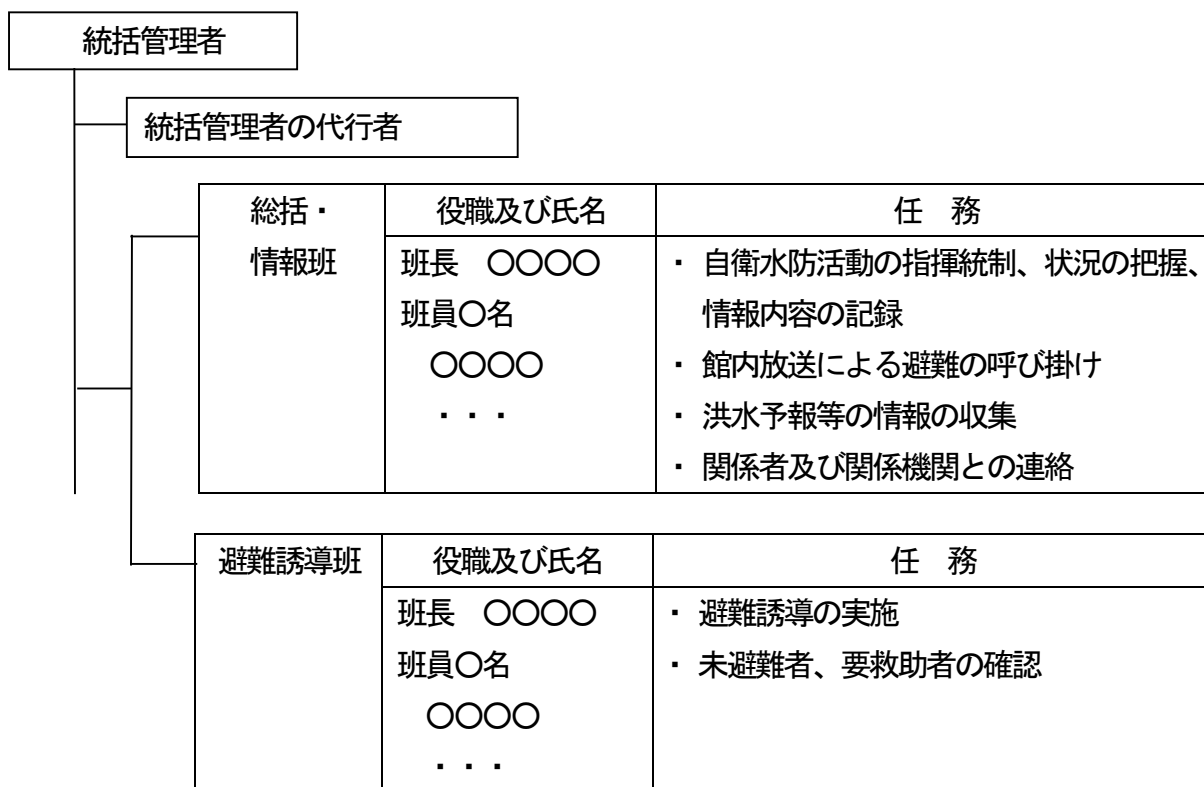 統括管理者
統括管理者の代行者
総括・
情報班
役職及び氏名
任　務
班長　〇〇〇〇
班員〇名
〇〇〇〇
・・・
・ 自衛水防活動の指揮統制、状況の把握、
情報内容の記録
・ 館内放送による避難の呼び掛け
・ 洪水予報等の情報の収集
・ 関係者及び関係機関との連絡
避難誘導班
役職及び氏名
任　務
班長　〇〇〇〇
班員〇名
〇〇〇〇
・・・
・ 避難誘導の実施
・ 未避難者、要救助者の確認